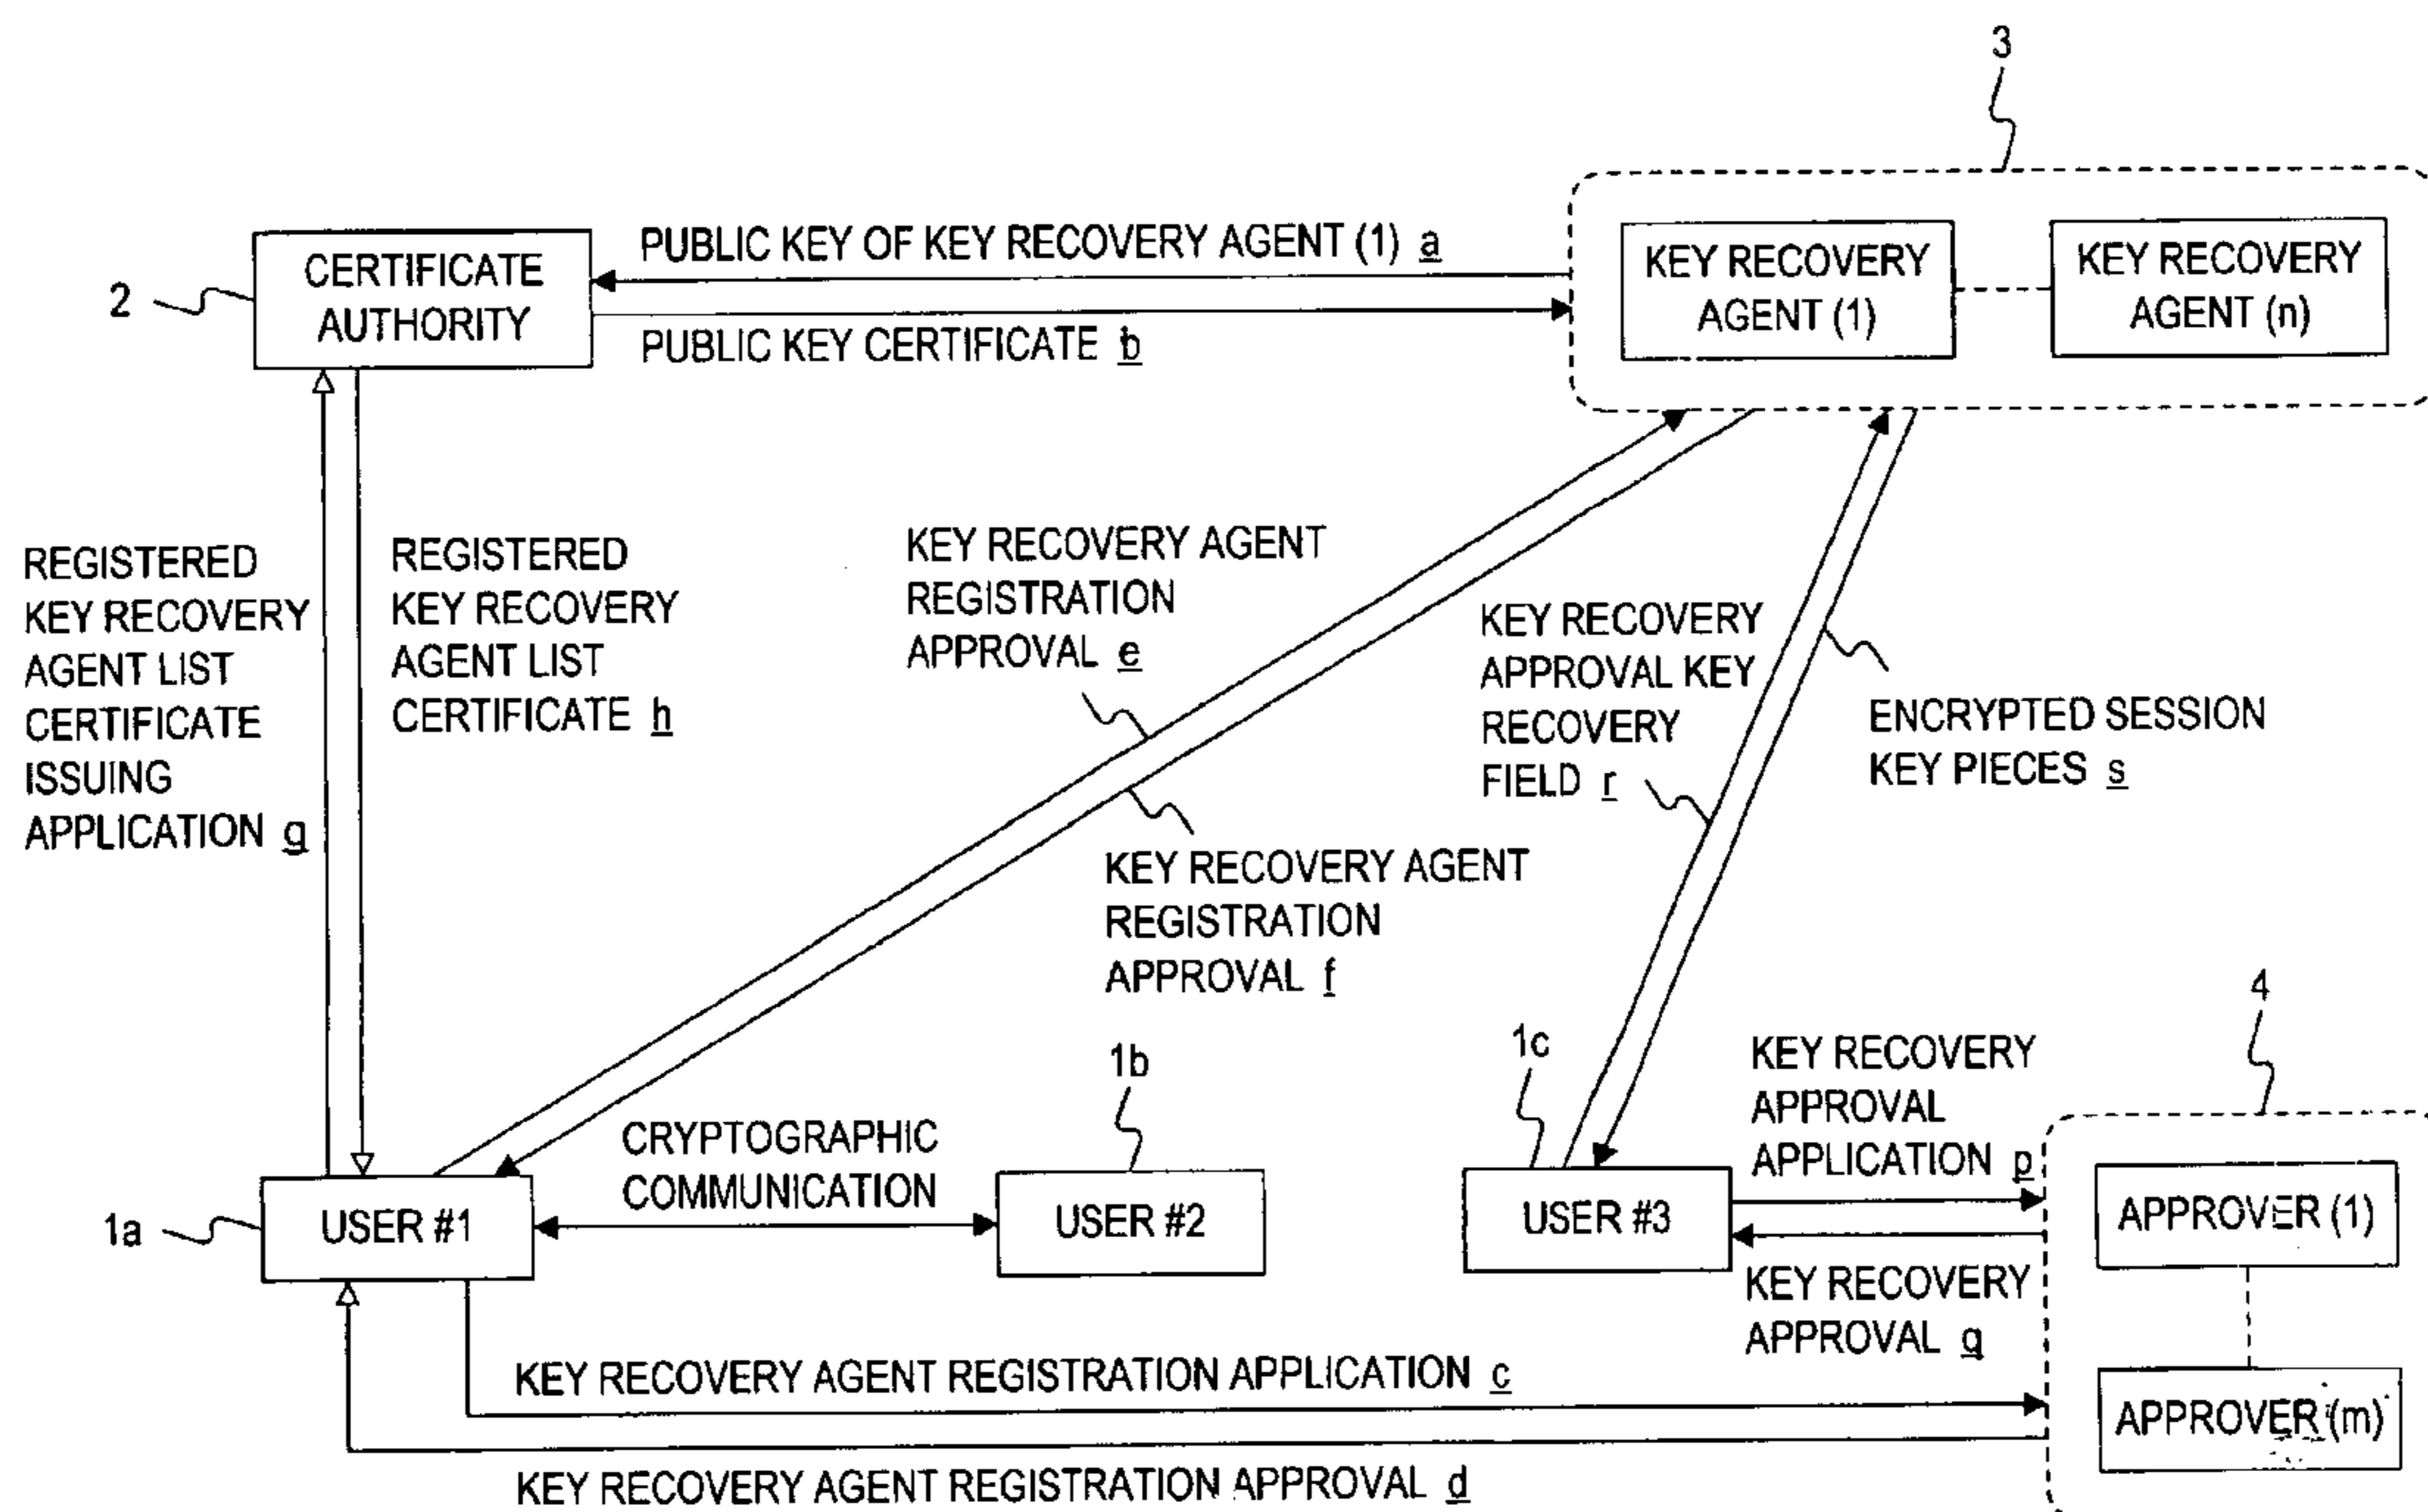 3
PUBLIC KEY OF KEY RECOVERY AGENT (1) a
KEY RECOVERY
AGENT (1)
KEY RECOVERY
AGENT (n)
2
CERTIFICATE
AUTHORITY
PUBLIC KEY CERTIFICATE b
REGISTERED
KEY RECOVERY
AGENT LIST
CERTIFICATE
ISSUING
APPLICATION g
REGISTERED
KEY RECOVERY
AGENT LIST
CERTIFICATE h
KEY RECOVERY AGENT
REGISTRATION
APPROVAL e
KEY RECOVERY
APPROVAL KEY
RECOVERY
FIELD r
ENCRYPTED SESSION
KEY PIECES s
KEY RECOVERY AGENT
REGISTRATION
APPROVAL f
1b
1c
KEY RECOVERY
APPROVAL
APPLICATION p
4
CRYPTOGRAPHIC
COMMUNICATION
1a
USER #1
USER #2
USER #3
APPROVER (1)
KEY RECOVERY
APPROVAL q
APPROVER (m)
KEY RECOVERY AGENT REGISTRATION APPLICATION c
KEY RECOVERY AGENT REGISTRATION APPROVAL d